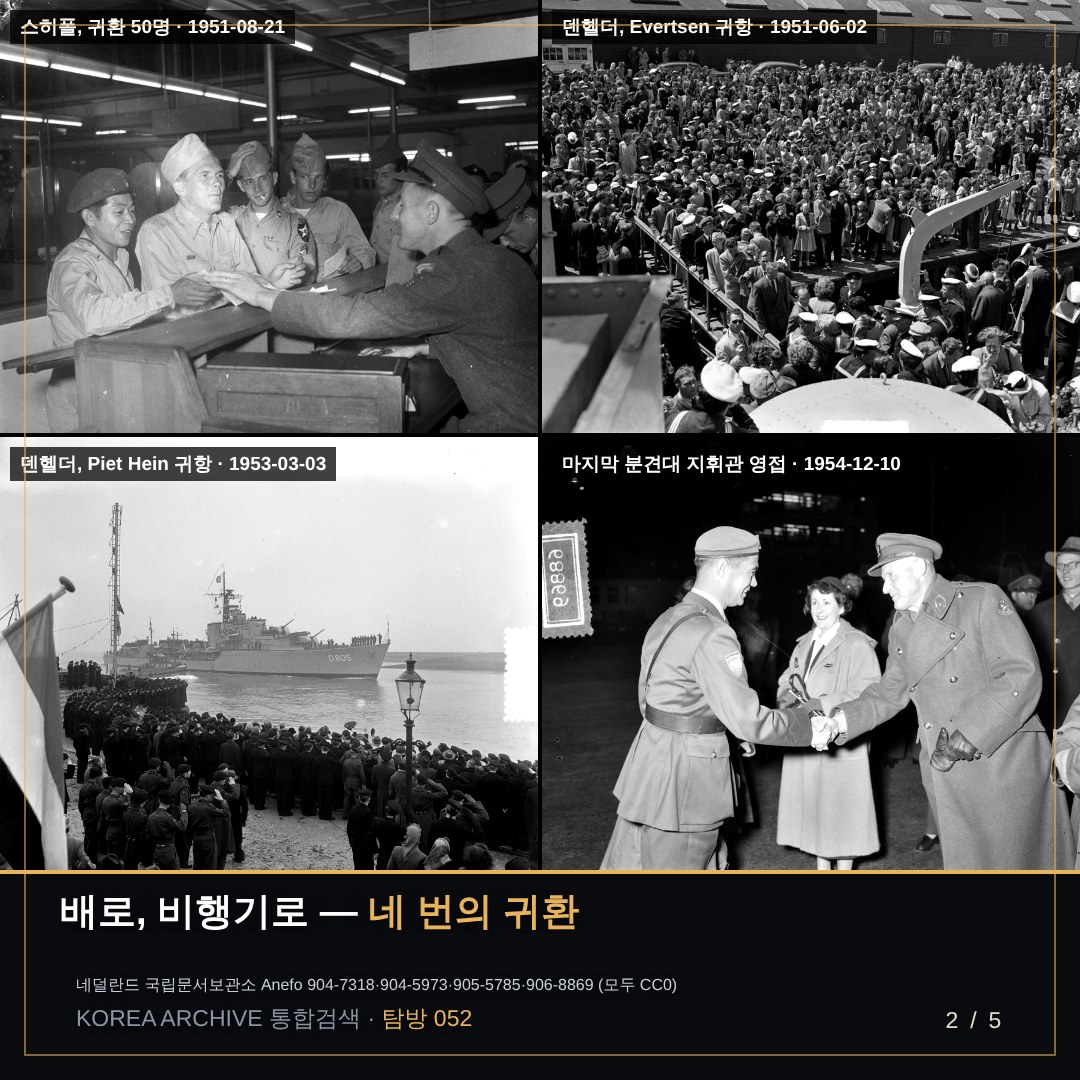 스히폴, 귀환 50명 · 1951-08-21
덴헬더, Evertsen 귀항 · 1951-06-02
덴헬더, Piet Hein 귀항 · 1953-03-03
D805
마지막 분견대 지휘관 영접 · 1954-12-10
배로, 비행기로 — 네 번의 귀환
네덜란드 국립문서보관소 Anefo 904-7318·904-5973·905-5785·906-8869 (모두 CC0)
KOREA ARCHIVE 통합검색 · 탐방 052
2 / 5